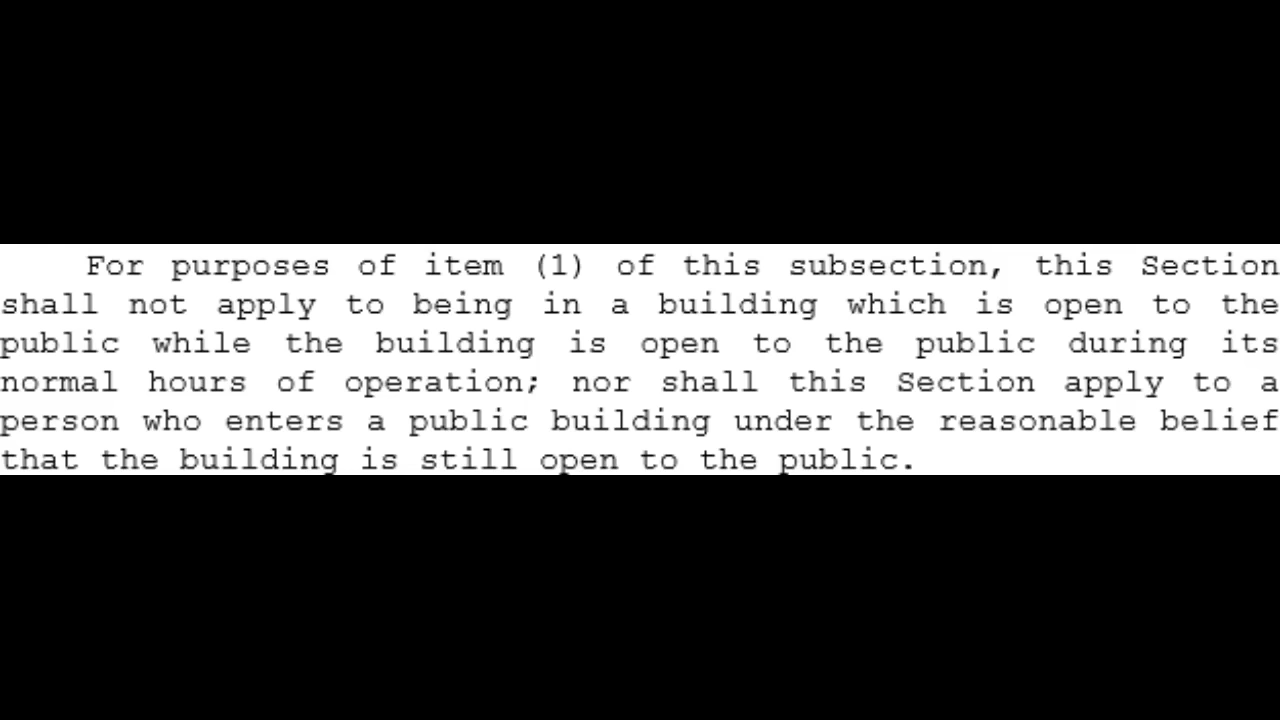 For purposes of item (1) of this subsection, this Section
shall not apply to being in a building which is open to the
public while the building is open to the public during its
normal hours of operation; nor shall this Section apply to a
person who enters a public building under the reasonable belief
that the building is still open to the public.